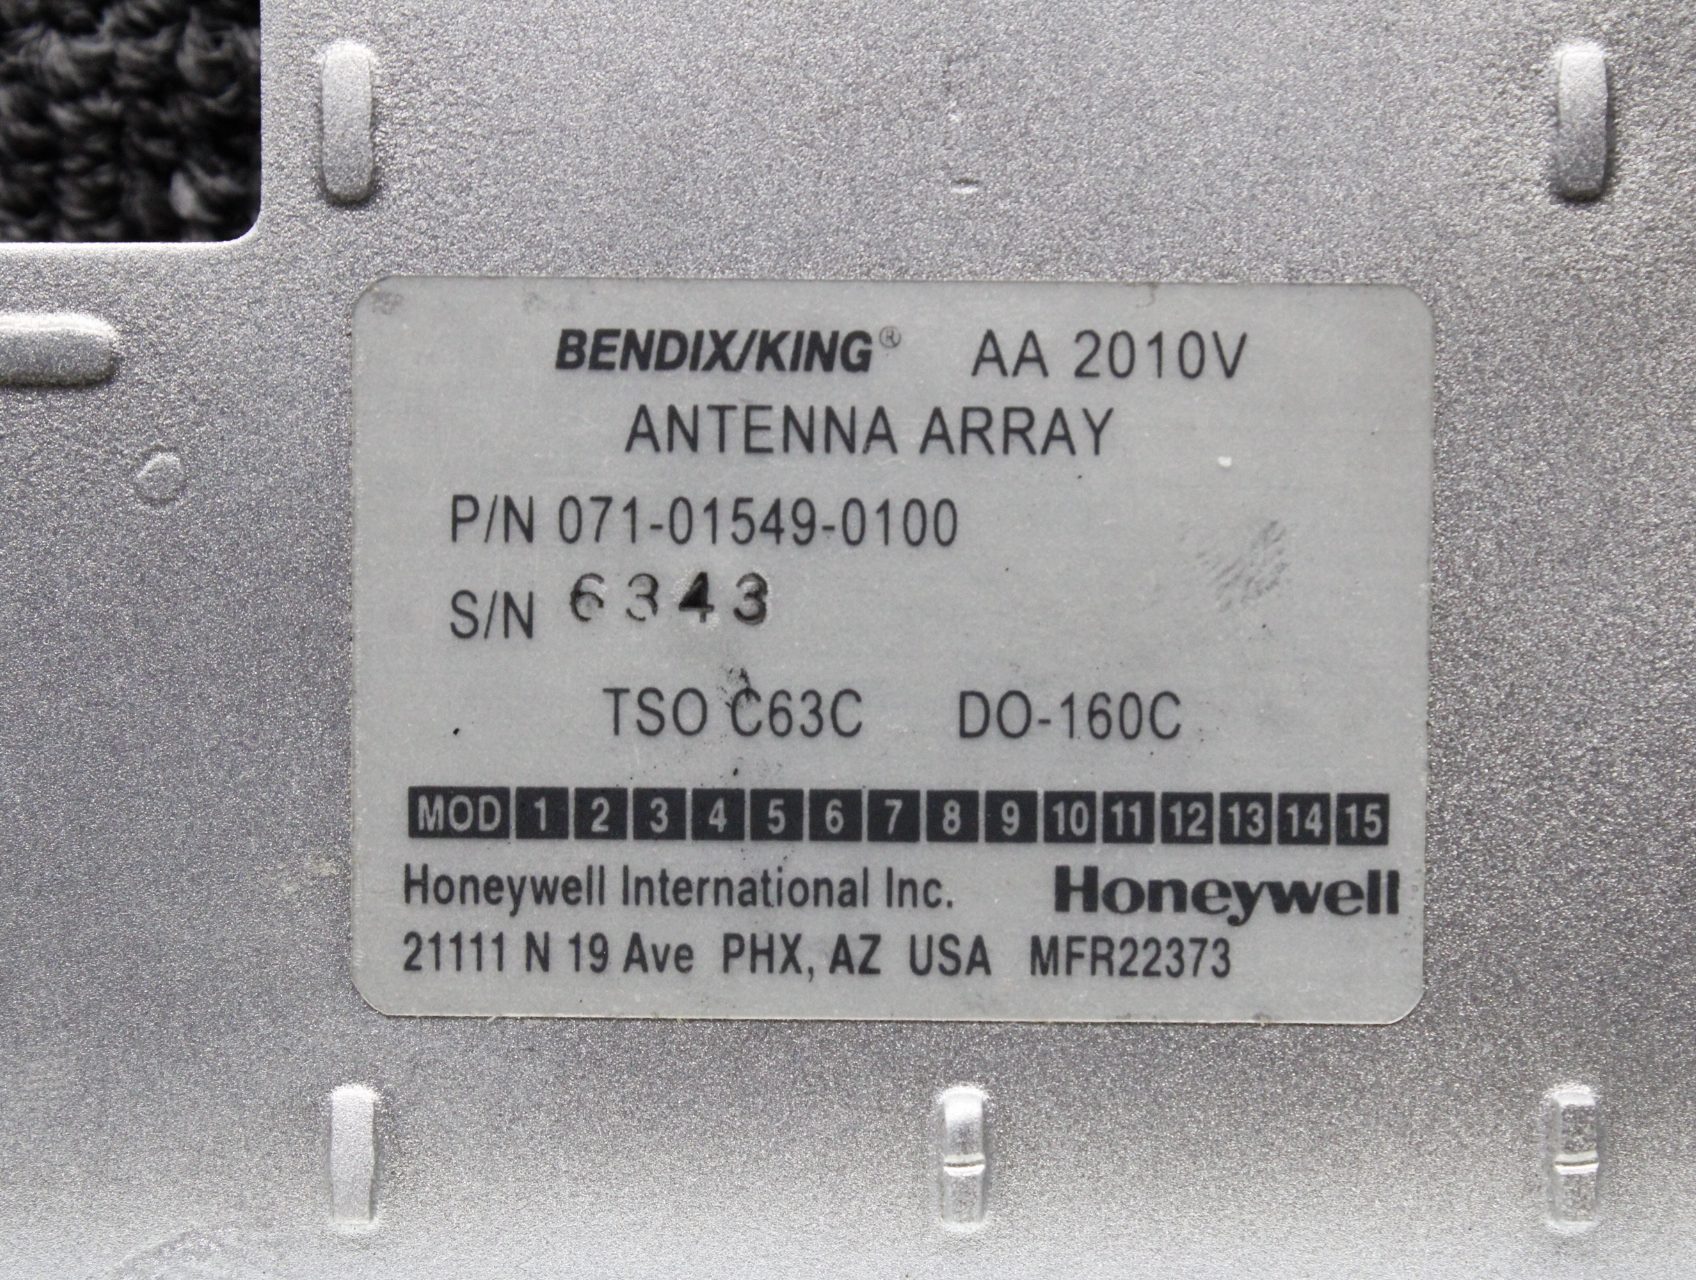 BENDIX/KING® AA 2010V
ANTENNA ARRAY
P/N 071-01549-0100
S/N 6343
TSO C63C DO-160C
MOD 1 2 3 4 5 6 7 8 9 10 11 12 13 14 15
Honeywell International Inc. Honeywell
21111 N 19 Ave PHX, AZ USA MFR22373